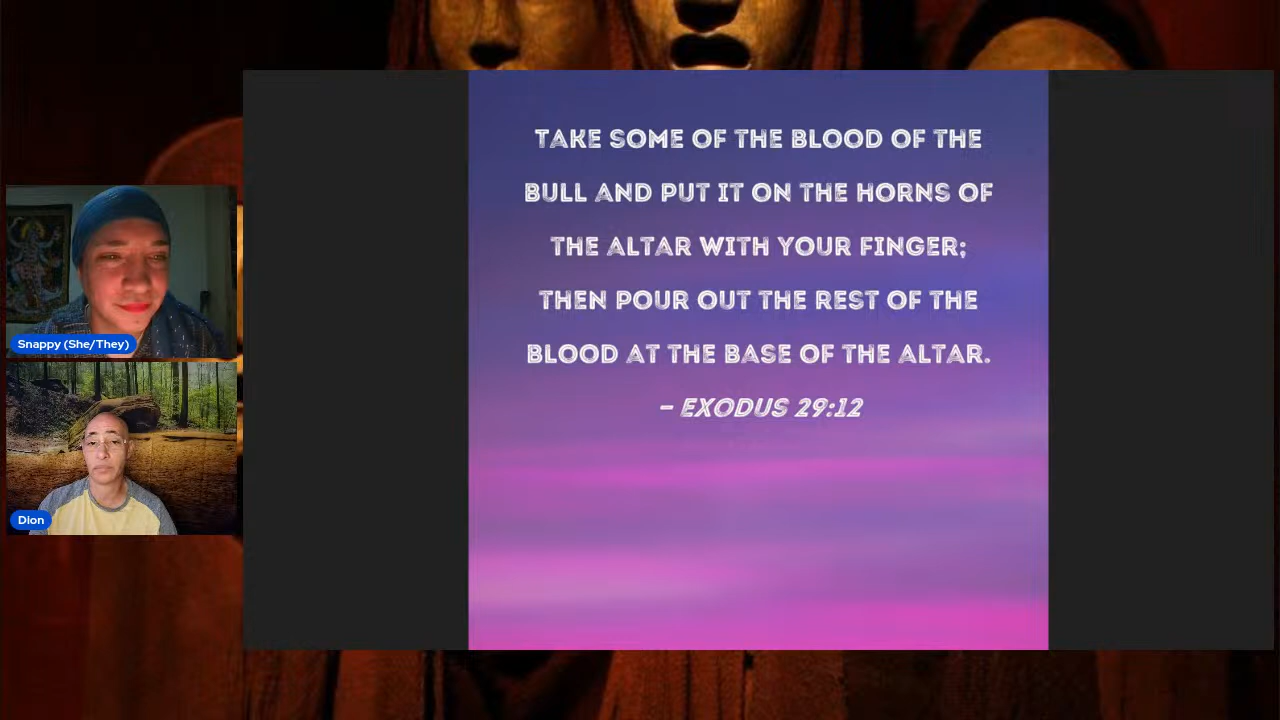 TAKE SOME OF THE BLOOD OF THE
BULL AND PUT IT ON THE HORNS OF
THE ALTAR WITH YOUR FINGER;
THEN POUR OUT THE REST OF THE
BLOOD AT THE BASE OF THE ALTAR.
– EXODUS 29:12
Snappy (She/They)
Dion